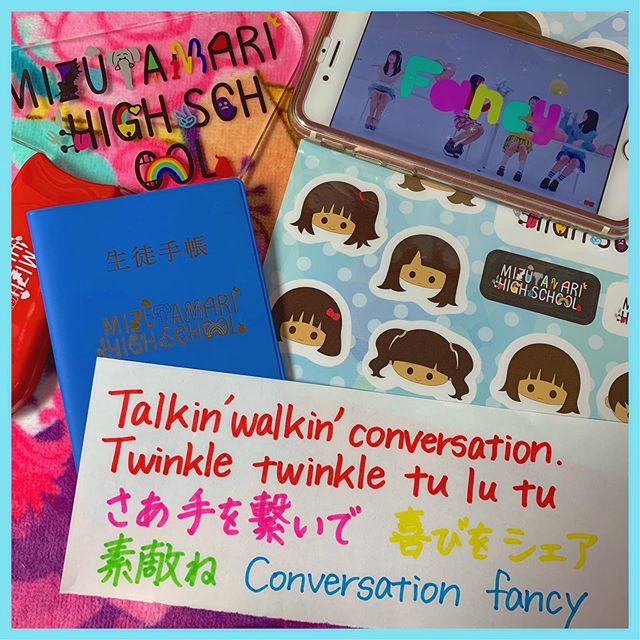 MIZUTAMARI
HIGH SCH
OOL
Fancy
生徒手帳
MIZUTAMARI
HIGH SCHOOL
MIZUTAMARI
HIGH SCHOOL
Talkin' walkin' conversation.
Twinkle twinkle tu lu tu
さあ手を繋いで 喜びをシェア
素敵ね Conversation fancy